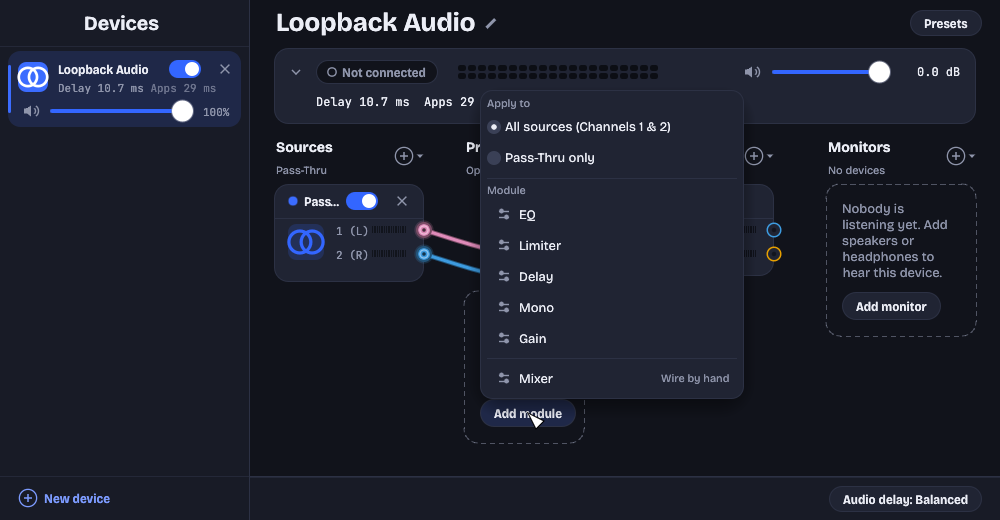 Devices
Loopback Audio
Presets
Loopback Audio
Delay 10.7 ms Apps 29 ms
100%
Not connected
0.0 dB
Delay 10.7 ms Apps 29
Apply to
All sources (Channels 1 & 2)
Pass-Thru only
Module
EQ
Limiter
Delay
Mono
Gain
Mixer
Wire by hand
Sources
Pass-Thru
Pass...
1 (L)
2 (R)
Add module
Monitors
No devices
Nobody is
listening yet. Add
speakers or
headphones to
hear this device.
Add monitor
New device
Audio delay: Balanced